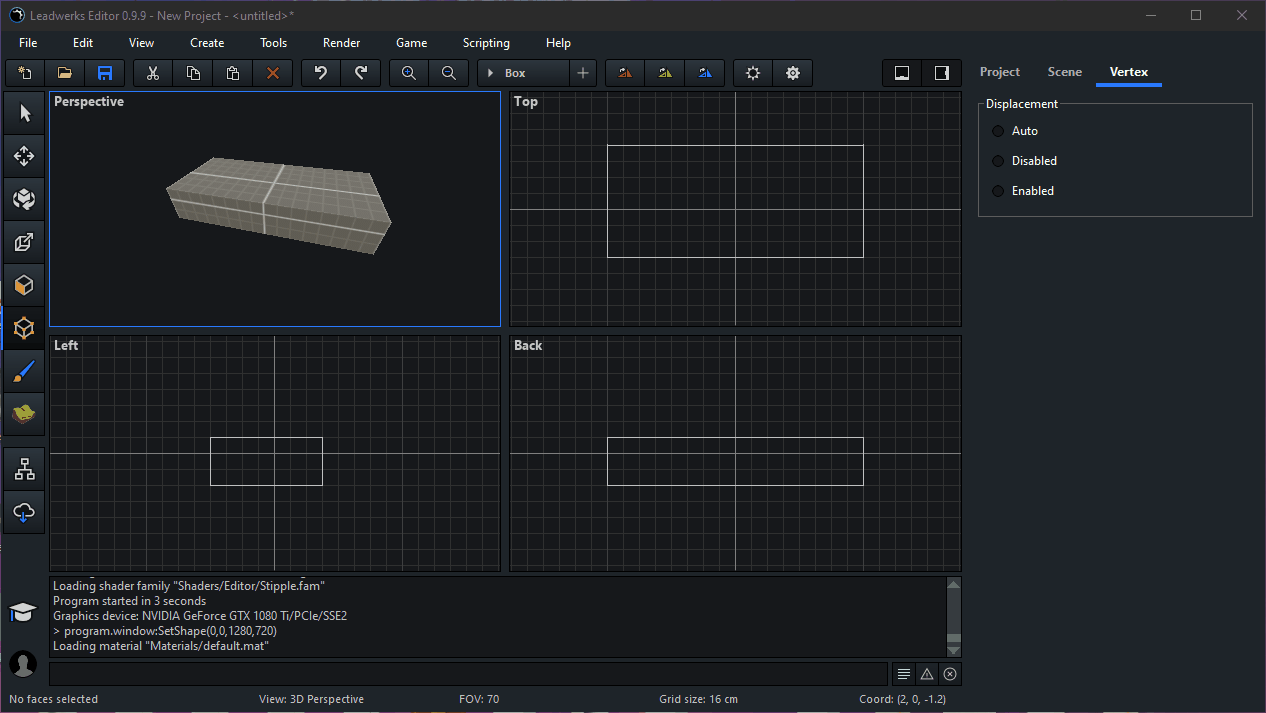 Leadwerks Editor 0.9.9 - New Project - <untitled>*
File Edit View Create Tools Render Game Scripting Help
Box
Project Scene Vertex
Perspective
Top
Displacement
Auto
Disabled
Enabled
Left
Back
Loading shader family "Shaders/Editor/Stipple.fam"
Program started in 3 seconds
Graphics device: NVIDIA GeForce GTX 1080 Ti/PCIe/SSE2
> program.window:SetShape(0,0,1280,720)
Loading material "Materials/default.mat"
No faces selected View: 3D Perspective FOV: 70 Grid size: 16 cm Coord: (2, 0, -1.2)